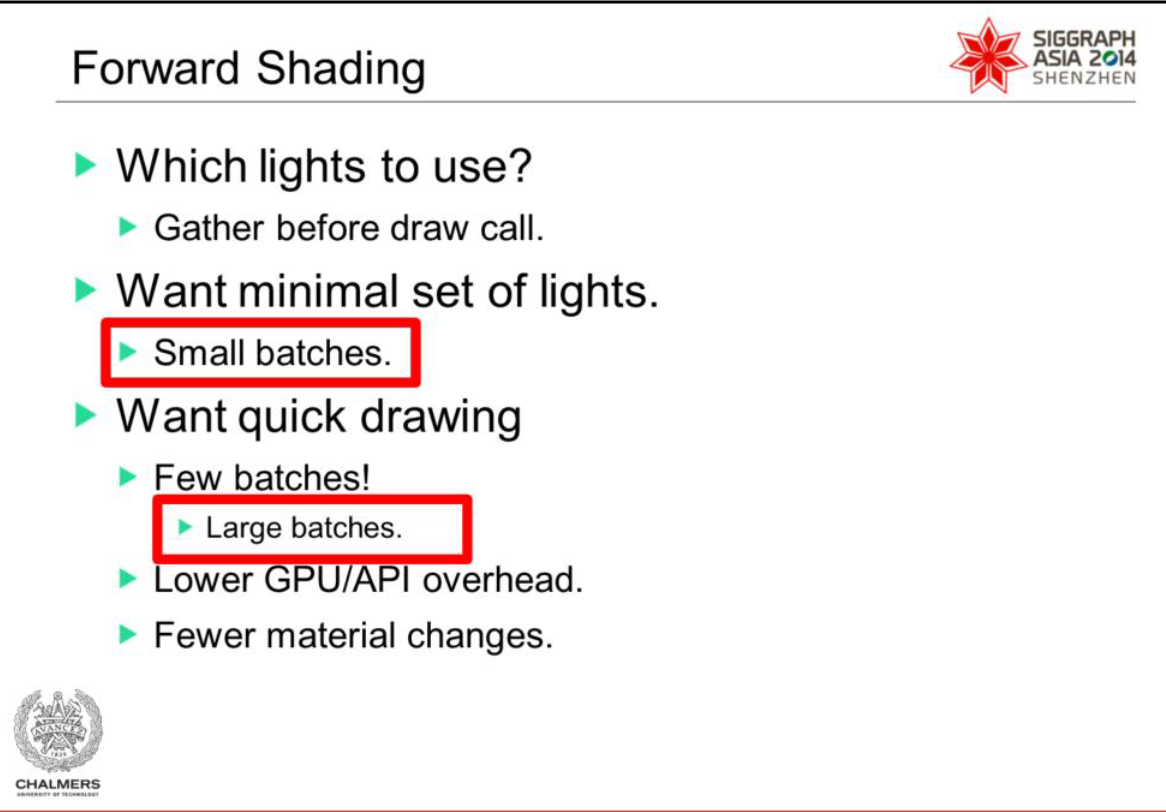 Forward Shading
SIGGRAPH
ASIA 2014
SHENZHEN
Which lights to use?
Gather before draw call.
Want minimal set of lights.
Small batches.
Want quick drawing
Few batches!
Large batches.
Lower GPU/API overhead.
Fewer material changes.
AVANCEZ
CHALMERS
UNIVERSITY OF TECHNOLOGY